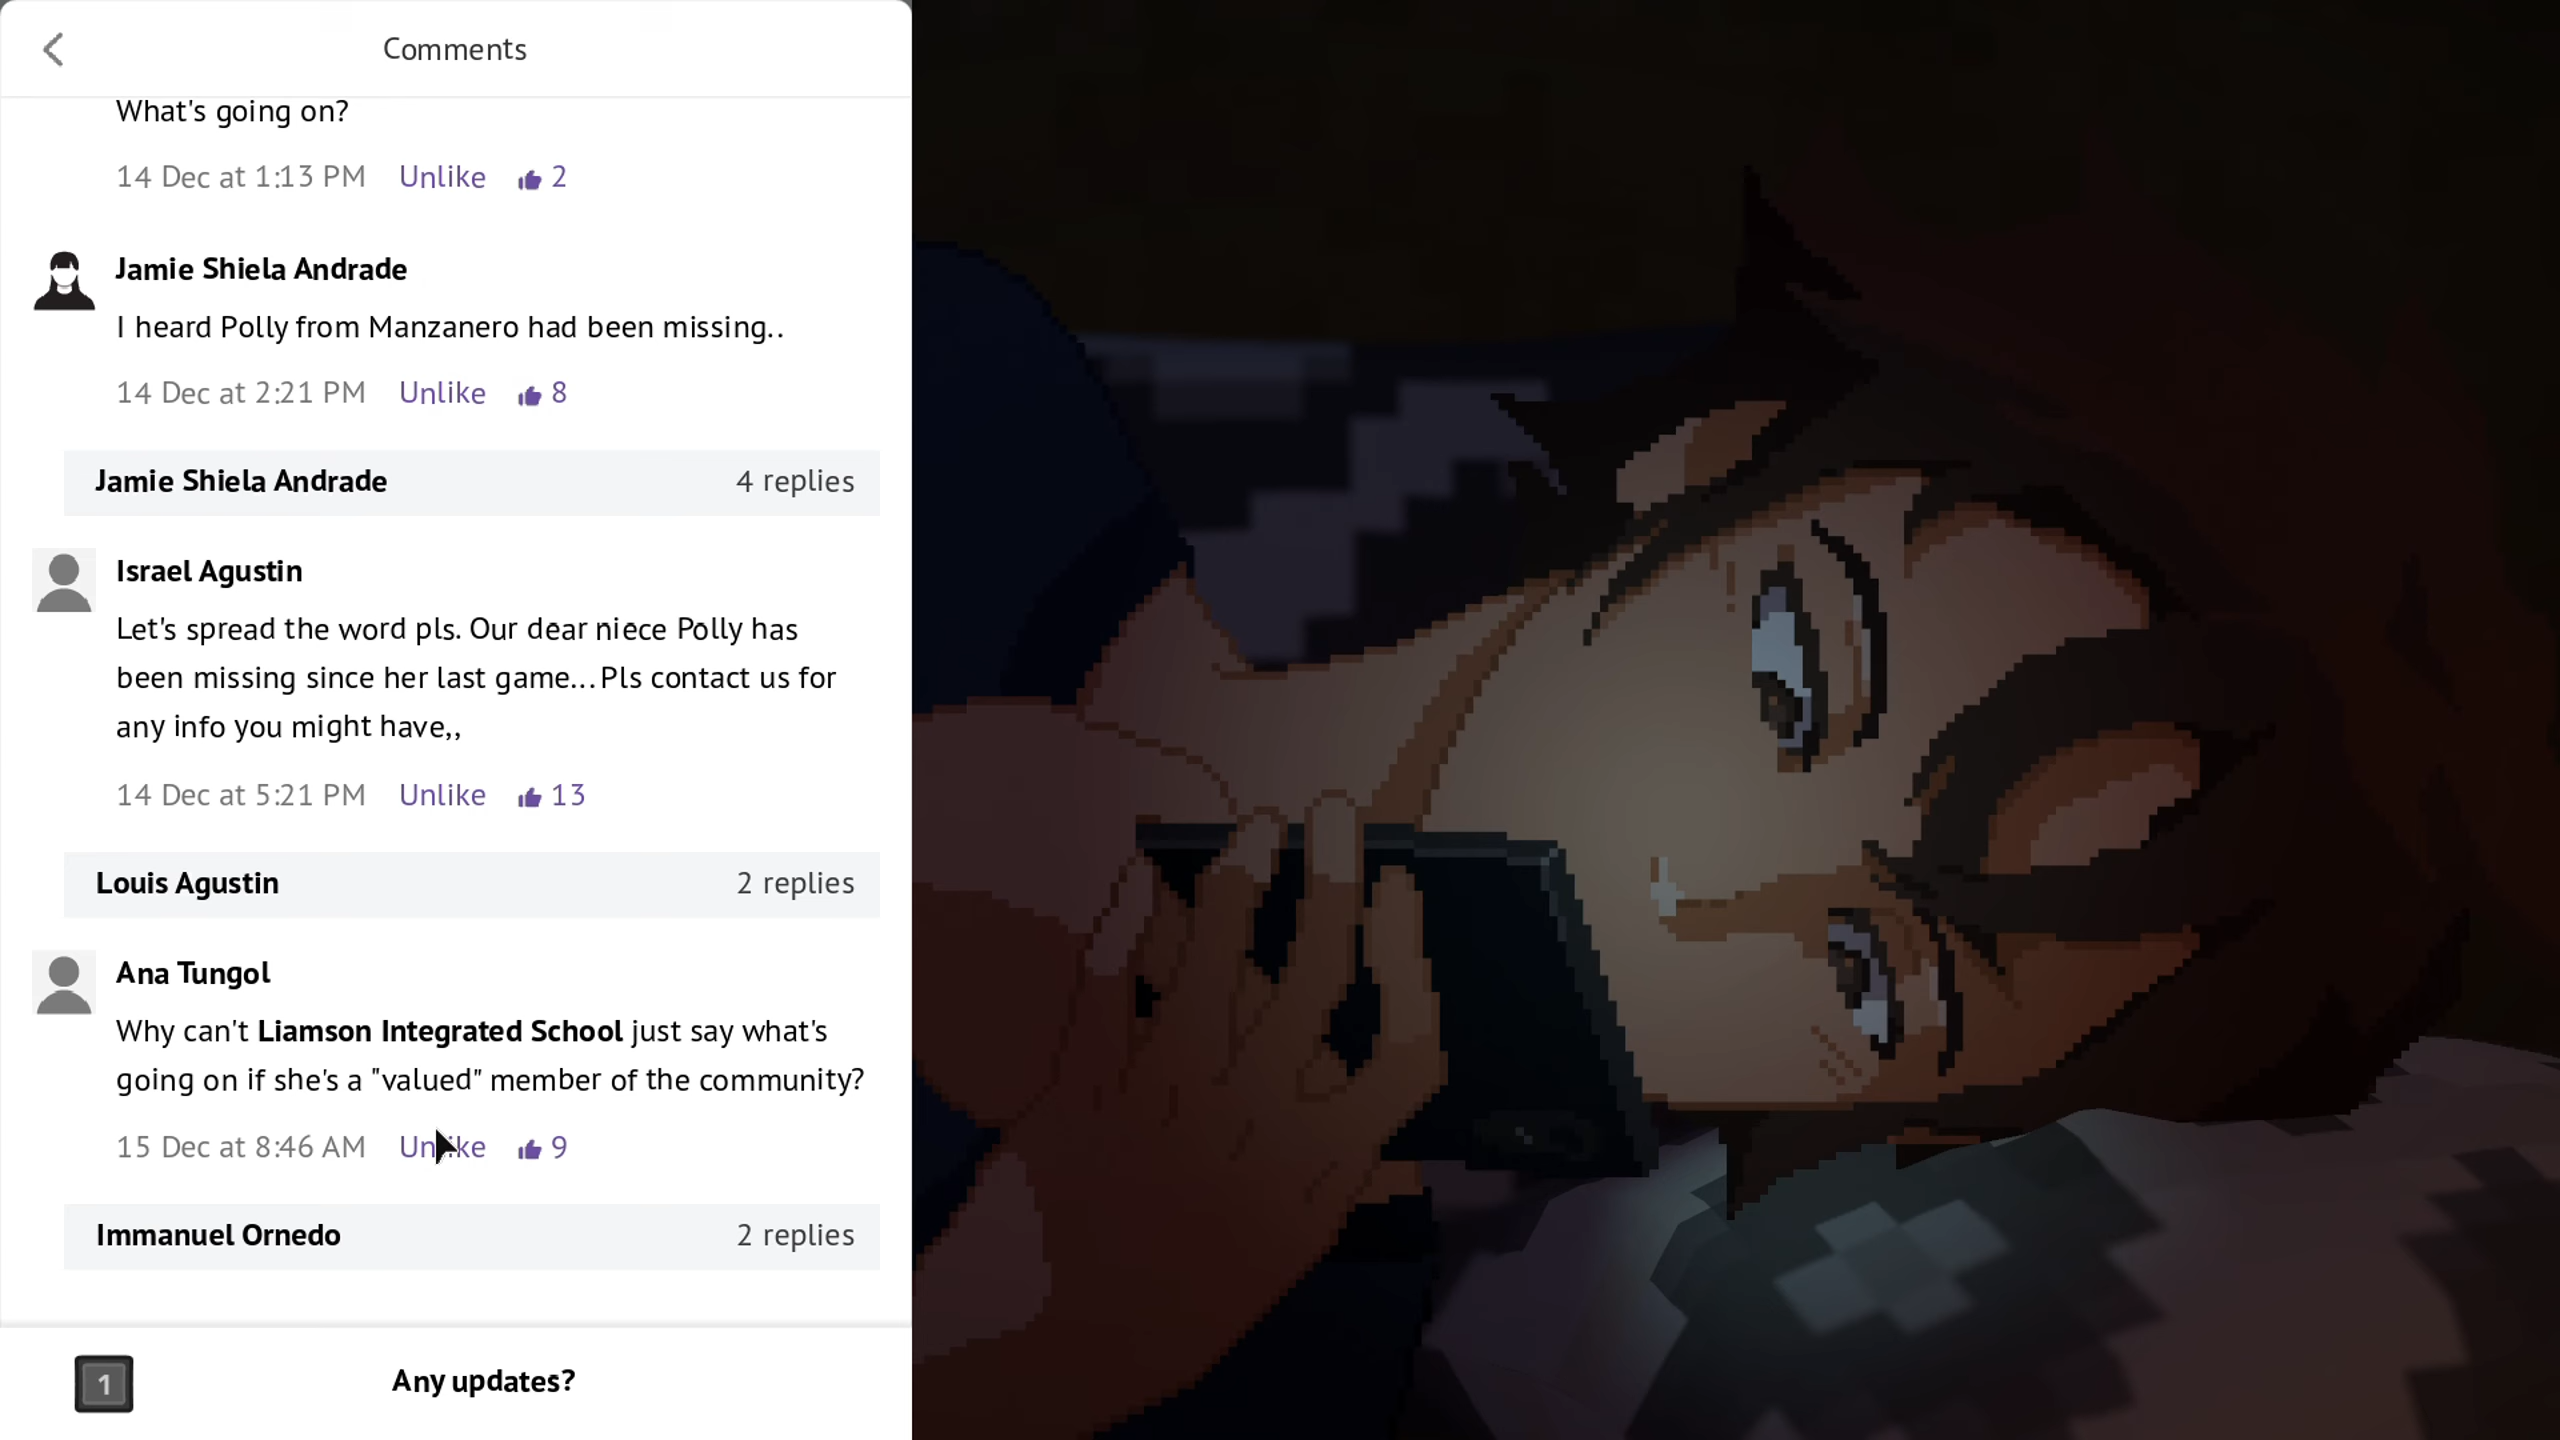 Comments
What's going on?
14 Dec at 1:13 PM Unlike 2
Jamie Shiela Andrade
I heard Polly from Manzanero had been missing..
14 Dec at 2:21 PM Unlike 8
Jamie Shiela Andrade 4 replies
Israel Agustin
Let's spread the word pls. Our dear niece Polly has
been missing since her last game...Pls contact us for
any info you might have,,
14 Dec at 5:21 PM Unlike 13
Louis Agustin 2 replies
Ana Tungol
Why can't Liamson Integrated School just say what's
going on if she's a "valued" member of the community?
15 Dec at 8:46 AM Unlike 9
Immanuel Ornedo 2 replies
1 Any updates?